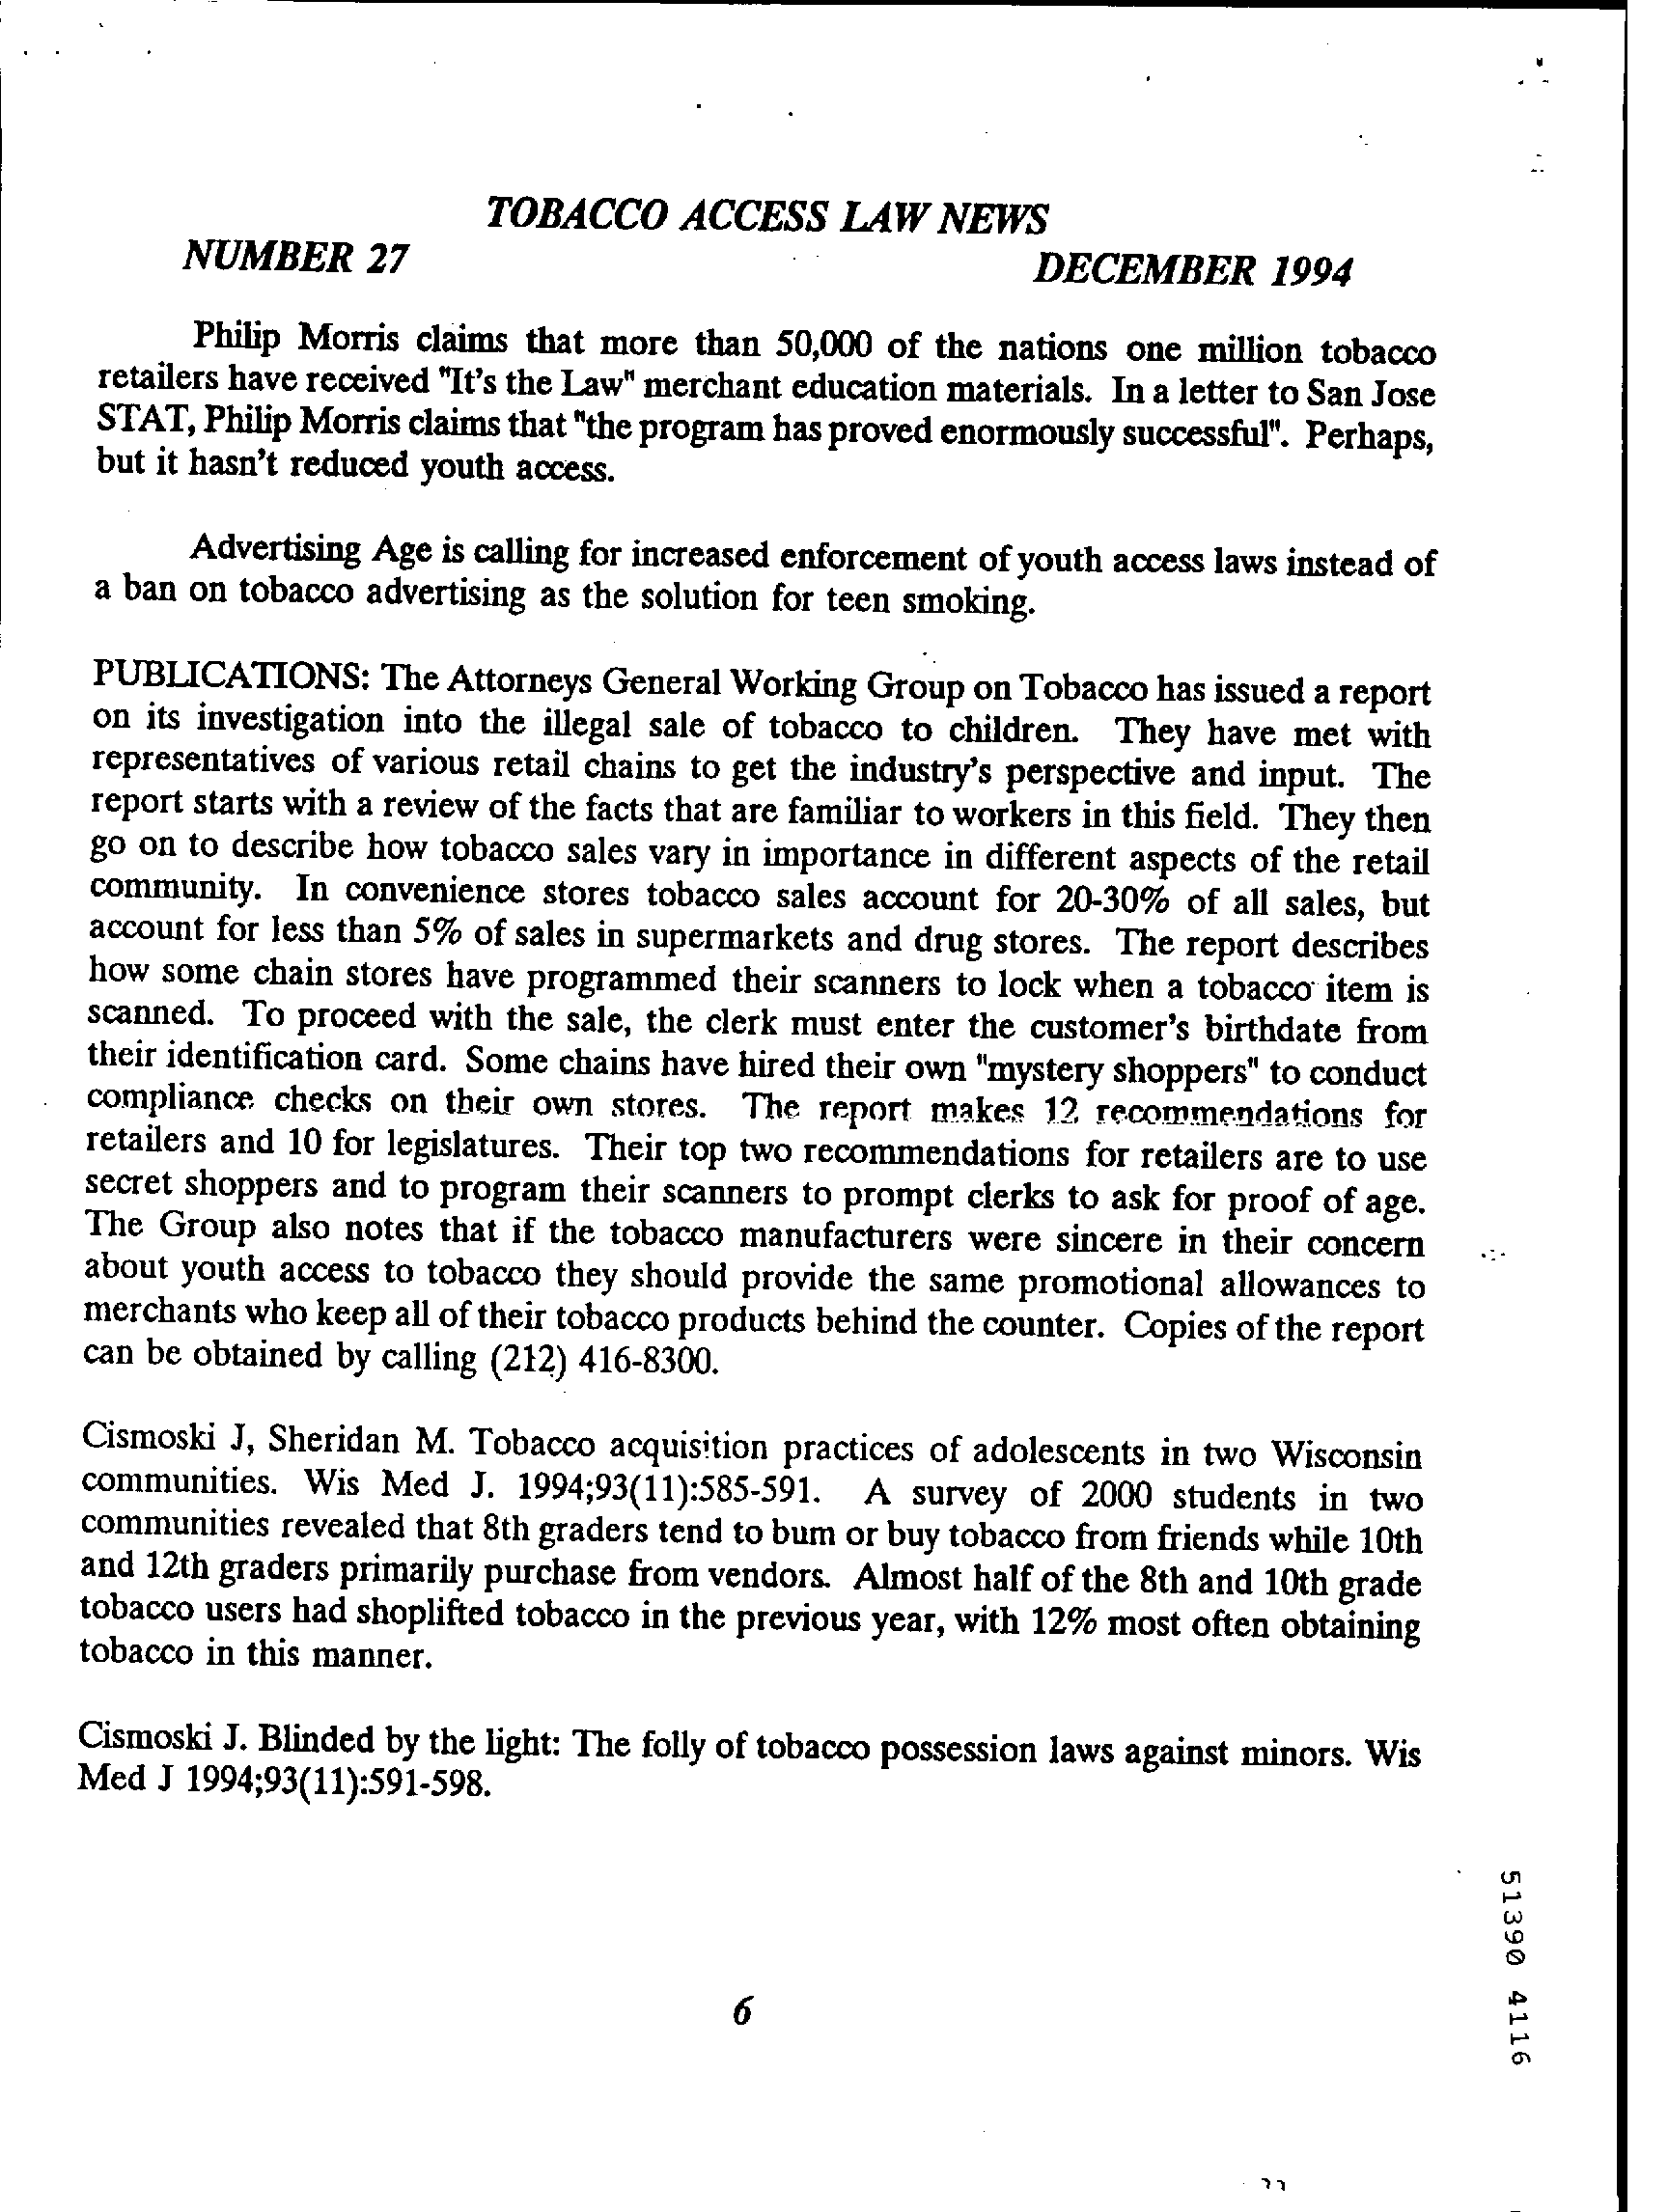 TOBACCO ACCESS LAW NEWS
NUMBER 27
DECEMBER 1994
Philip Morris claims that more than 50,000 of the nations one million tobacco
retailers have received "It's the Law" merchant education materials. In a letter to San Jose
STAT, Philip Morris claims that "the program has proved enormously successful". Perhaps,
but it hasn't reduced youth access.
Advertising Age is calling for increased enforcement of youth access laws instead of
a ban on tobacco advertising as the solution for teen smoking.
PUBLICATIONS: The Attorneys General Working Group on Tobacco has issued a report
on its investigation into the illegal sale of tobacco to children. They have met with
representatives of various retail chains to get the industry's perspective and input. The
report starts with a review of the facts that are familiar to workers in this field. They then
go on to describe how tobacco sales vary in importance in different aspects of the retail
community. In convenience stores tobacco sales account for 20-30% of all sales, but
account for less than 5% of sales in supermarkets and drug stores. The report describes
how some chain stores have programmed their scanners to lock when a tobacco item is
scanned. To proceed with the sale, the clerk must enter the customer's birthdate from
their identification card. Some chains have hired their own "mystery shoppers" to conduct
compliance checks on their own stores. The report makes 12 recommendations for
retailers and 10 for legislatures. Their top two recommendations for retailers are to use
secret shoppers and to program their scanners to prompt clerks to ask for proof of age.
The Group also notes that if the tobacco manufacturers were sincere in their concern
about youth access to tobacco they should provide the same promotional allowances to
merchants who keep all of their tobacco products behind the counter. Copies of the report
can be obtained by calling (212) 416-8300.
Cismoski J, Sheridan M. Tobacco acquisition practices of adolescents in two Wisconsin
communities. Wis Med J. 1994;93(11):585-591. A survey of 2000 students in two
communities revealed that 8th graders tend to bum or buy tobacco from friends while 10th
and 12th graders primarily purchase from vendors. Almost half of the 8th and 10th grade
tobacco users had shoplifted tobacco in the previous year, with 12% most often obtaining
tobacco in this manner.
Cismoski J. Blinded by the light: The folly of tobacco possession laws against minors. Wis
Med J 1994;93(11):591-598.
6
51390 4116